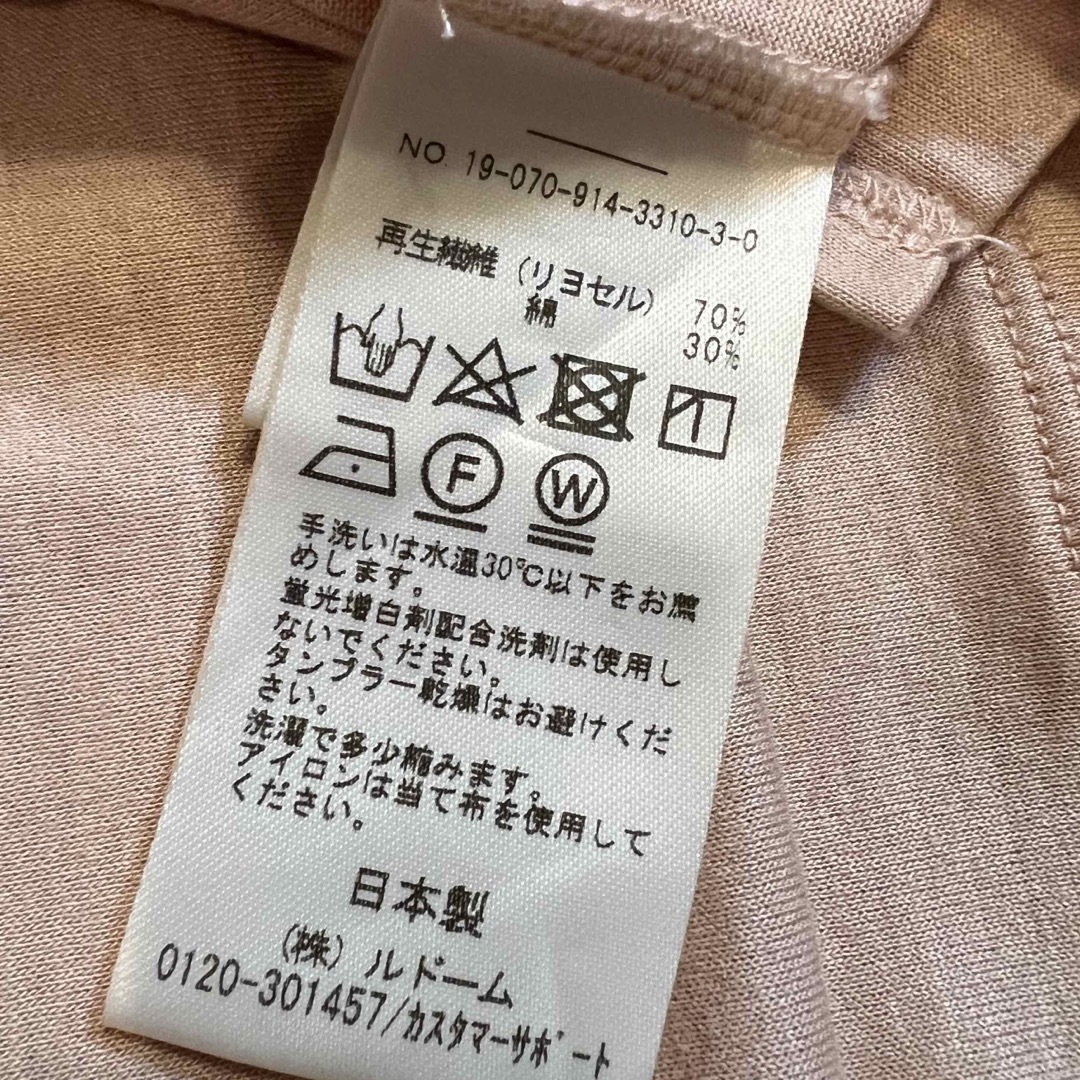 NO. 19-070-914-3310-3-0
再生繊維（リヨセル） 70%
綿 30%
F W
手洗いは水温30℃以下をお薦
めします。
蛍光増白剤配合洗剤は使用し
ないでください。
タンブラー乾燥はお避けくだ
さい。
洗濯で多少縮みます。
アイロンは当て布を使用して
ください。
日本製
（株）ルドーム
0120-301457/カスタマーサポート